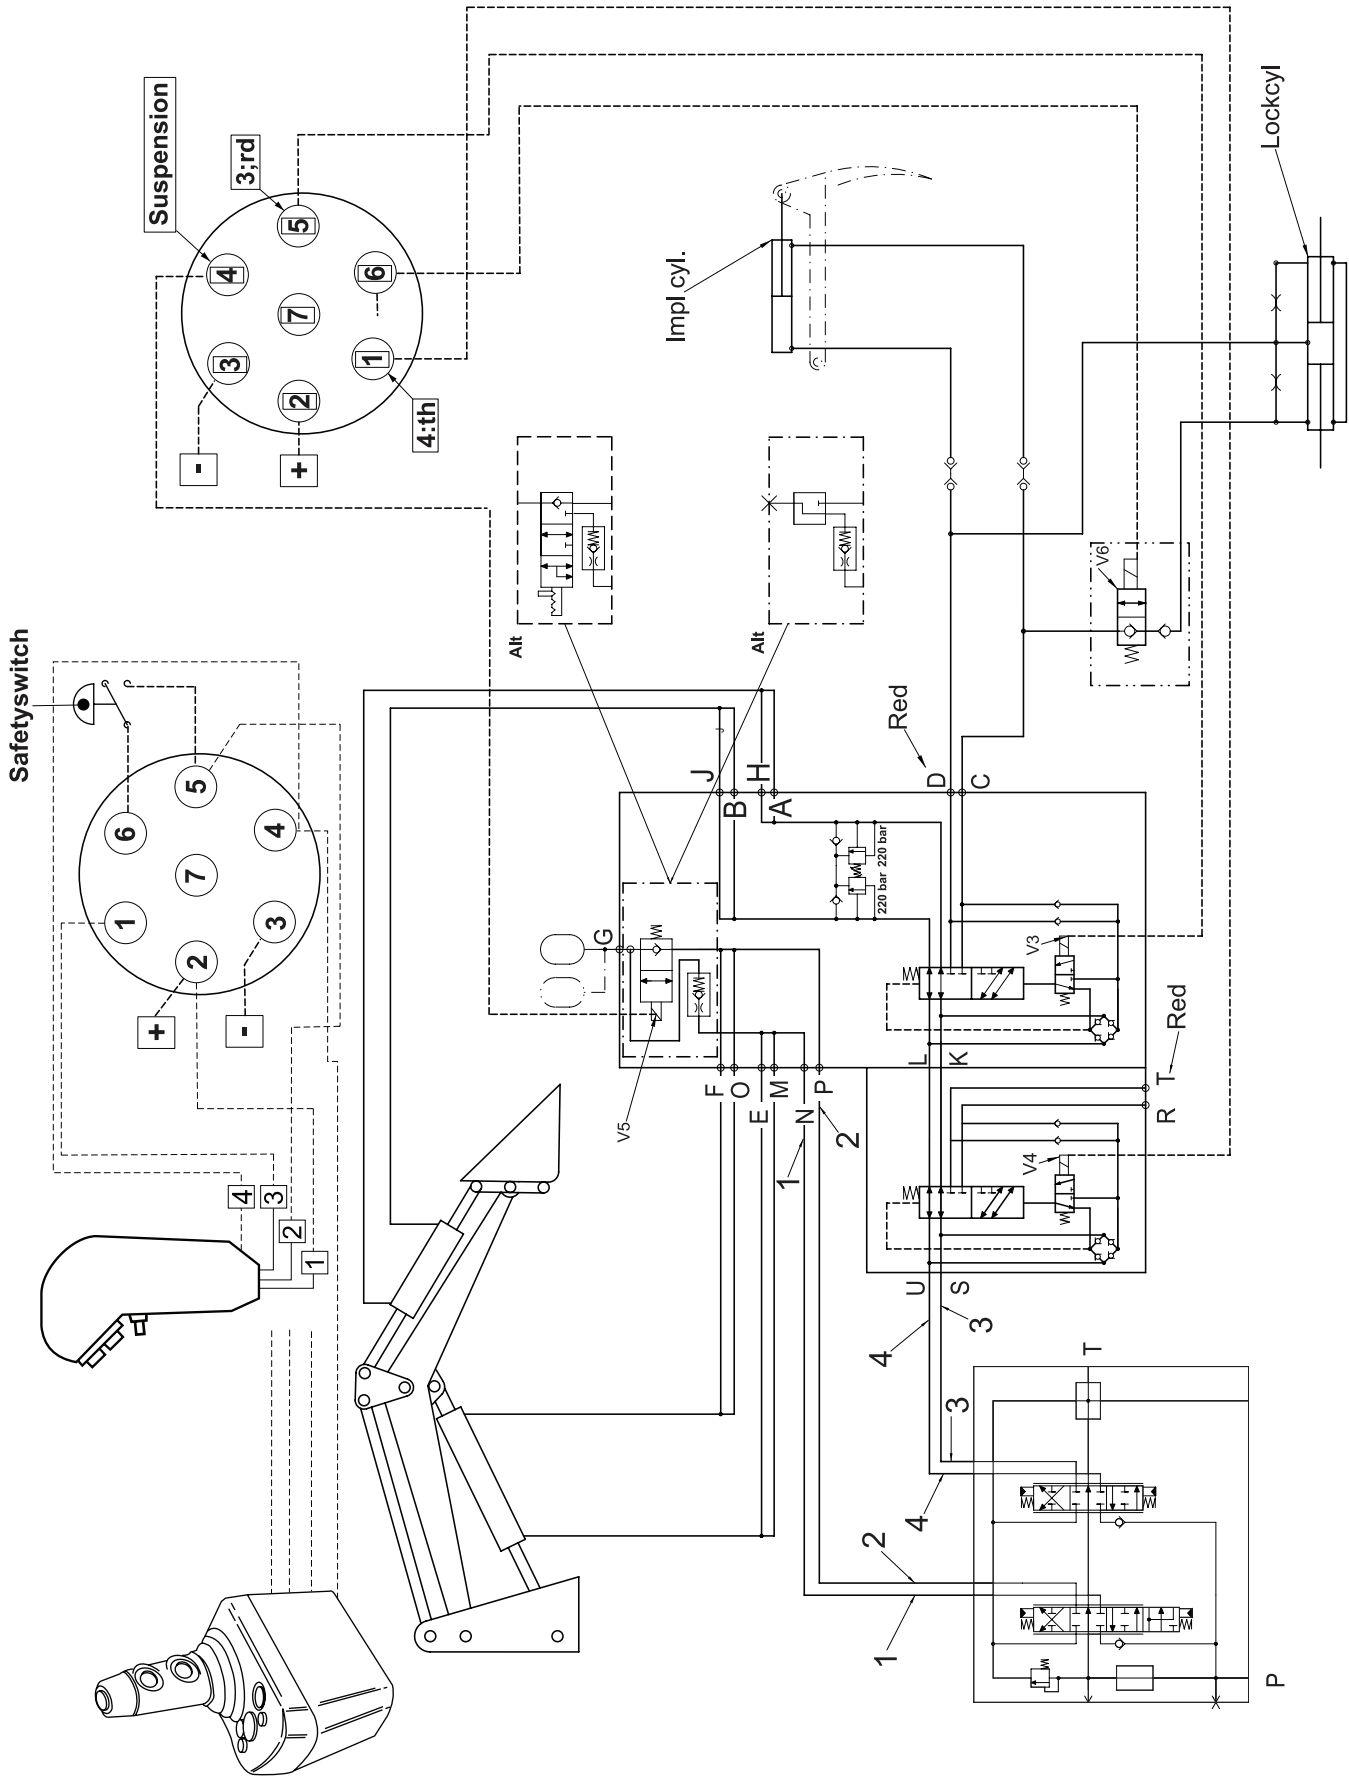 Safetyswitch
6
5
7
4
1
2
3
+
-
4
3
2
1
Suspension
3;rd
4
5
7
6
3
2
1
4:th
-
+
Alt
Alt
Impl cyl.
Lockcyl
V6
Red
J
B
H
A
D
C
J
220 bar
220 bar
G
V5
V3
F
O
E
M
N
P
1
2
L
K
T
R
Red
V4
U
S
4
3
3
4
2
1
T
P